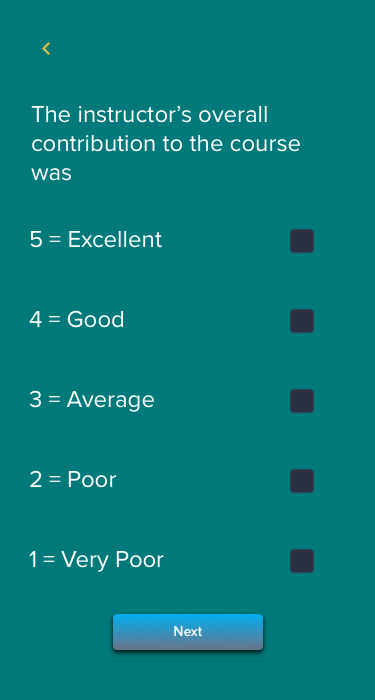 The instructor’s overall
contribution to the course
was
5 = Excellent
4 = Good
3 = Average
2 = Poor
1 = Very Poor
Next